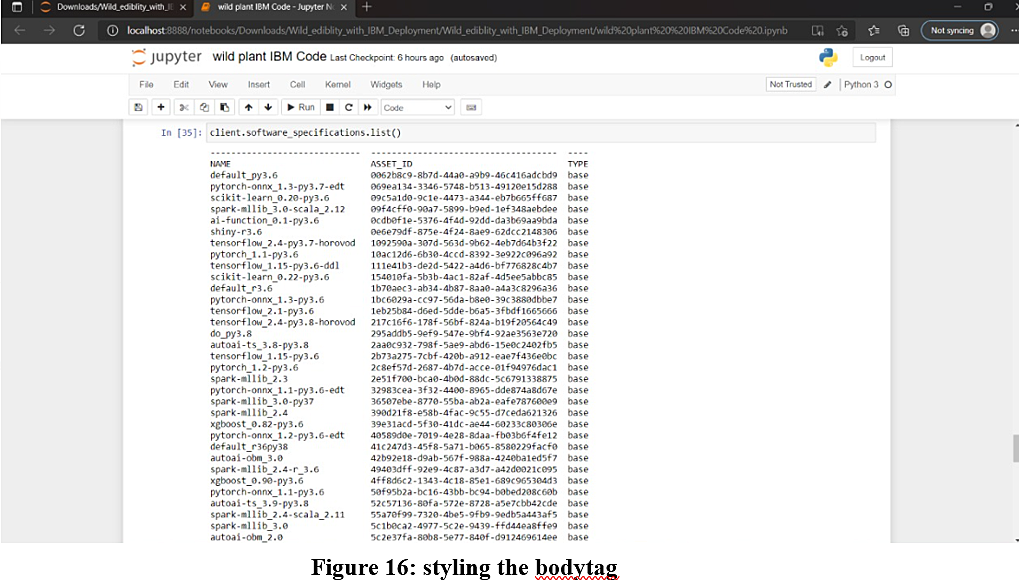 Downloads/Wild_ediblity_with_IBM_D
wild plant IBM Code - Jupyter N
localhost:8888/notebooks/Downloads/Wild_ediblity_with_IBM_Deployment/Wild_ediblity_with_IBM_Deployment/wild%20plant%20%20IBM%20Code%20.ipynb
Not syncing
jupyter wild plant IBM Code Last Checkpoint: 6 hours ago (autosaved)
Logout
File Edit View Insert Cell Kernel Widgets Help
Not Trusted
Python 3
Run
Code
In [35]: client.software_specifications.list()
----------------------------- ------------------------------------ ----
NAME ASSET_ID TYPE
default_py3.6 0062b8c9-8b7d-44a0-a9b9-46c416adcbd9 base
pytorch-onnx_1.3-py3.7-edt 069ea134-3346-5748-b513-49120e15d288 base
scikit-learn_0.20-py3.6 09c5a1d0-9c1e-4473-a344-eb7b665ff687 base
spark-mllib_3.0-scala_2.12 09f4cff0-90a7-5899-b9ed-1ef348aebdee base
ai-function_0.1-py3.6 0cdb0f1e-5376-4f4d-92dd-da3b69aa9bda base
shiny-r3.6 0e6e79df-875e-4f24-8ae9-62dcc2148306 base
tensorflow_2.4-py3.7-horovod 1092590a-307d-563d-9b62-4eb7d64b3f22 base
pytorch_1.1-py3.6 10ac12d6-6b30-4ccd-8392-3e922c096a92 base
tensorflow_1.15-py3.6-ddl 111e41b3-de2d-5422-a4d6-bf776828c4b7 base
scikit-learn_0.22-py3.6 154010fa-5b3b-4ac1-82af-4d5ee5abbc85 base
default_r3.6 1b70aec3-ab34-4b87-8aa0-a4a3c8296a36 base
pytorch-onnx_1.3-py3.6 1bc6029a-cc97-56da-b8e0-39c3880dbbe7 base
tensorflow_2.1-py3.6 1eb25b84-d6ed-5dde-b6a5-3fbdf1665666 base
tensorflow_2.4-py3.8-horovod 217c16f6-178f-56bf-824a-b19f20564c49 base
do_py3.8 295addb5-9ef9-547e-9bf4-92ae3563e720 base
autoai-ts_3.8-py3.8 2aa0c932-798f-5ae9-abd6-15e0c2402fb5 base
tensorflow_1.15-py3.6 2b73a275-7cbf-420b-a912-eae7f436e0bc base
pytorch_1.2-py3.6 2c8ef57d-2687-4b7d-acce-01f94976dac1 base
spark-mllib_2.3 2e51f700-bca0-4b0d-88dc-5c6791338875 base
pytorch-onnx_1.1-py3.6-edt 32983cea-3f32-4400-8965-dde874a8d67e base
spark-mllib_3.0-py37 36507ebe-8770-55ba-ab2a-eafe787600e9 base
spark-mllib_2.4 390d21f8-e58b-4fac-9c55-d7ceda621326 base
xgboost_0.82-py3.6 39e31acd-5f30-41dc-ae44-60233c80306e base
pytorch-onnx_1.2-py3.6-edt 40589d0e-7019-4e28-8daa-fb03b6f4fe12 base
default_r36py38 41c247d3-45f8-5a71-b065-8580229facf0 base
autoai-obm_3.0 42b92e18-d9ab-567f-988a-4240ba1ed5f7 base
spark-mllib_2.4-r_3.6 49403dff-92e9-4c87-a3d7-a42d0021c095 base
xgboost_0.90-py3.6 4ff8d6c2-1343-4c18-85e1-689c965304d3 base
pytorch-onnx_1.1-py3.6 50f95b2a-bc16-43bb-bc94-b0bed208c60b base
autoai-ts_3.9-py3.8 52c57136-80fa-572e-8728-a5e7cbb42cde base
spark-mllib_2.4-scala_2.11 55a70f99-7320-4be5-9fb9-9edb5a443af5 base
spark-mllib_3.0 5c1b0ca2-4977-5c2e-9439-ffd44ea8ffe9 base
autoai-obm_2.0 5c2e37fa-80b8-5e77-840f-d912469614ee base
Figure 16: styling the bodytag